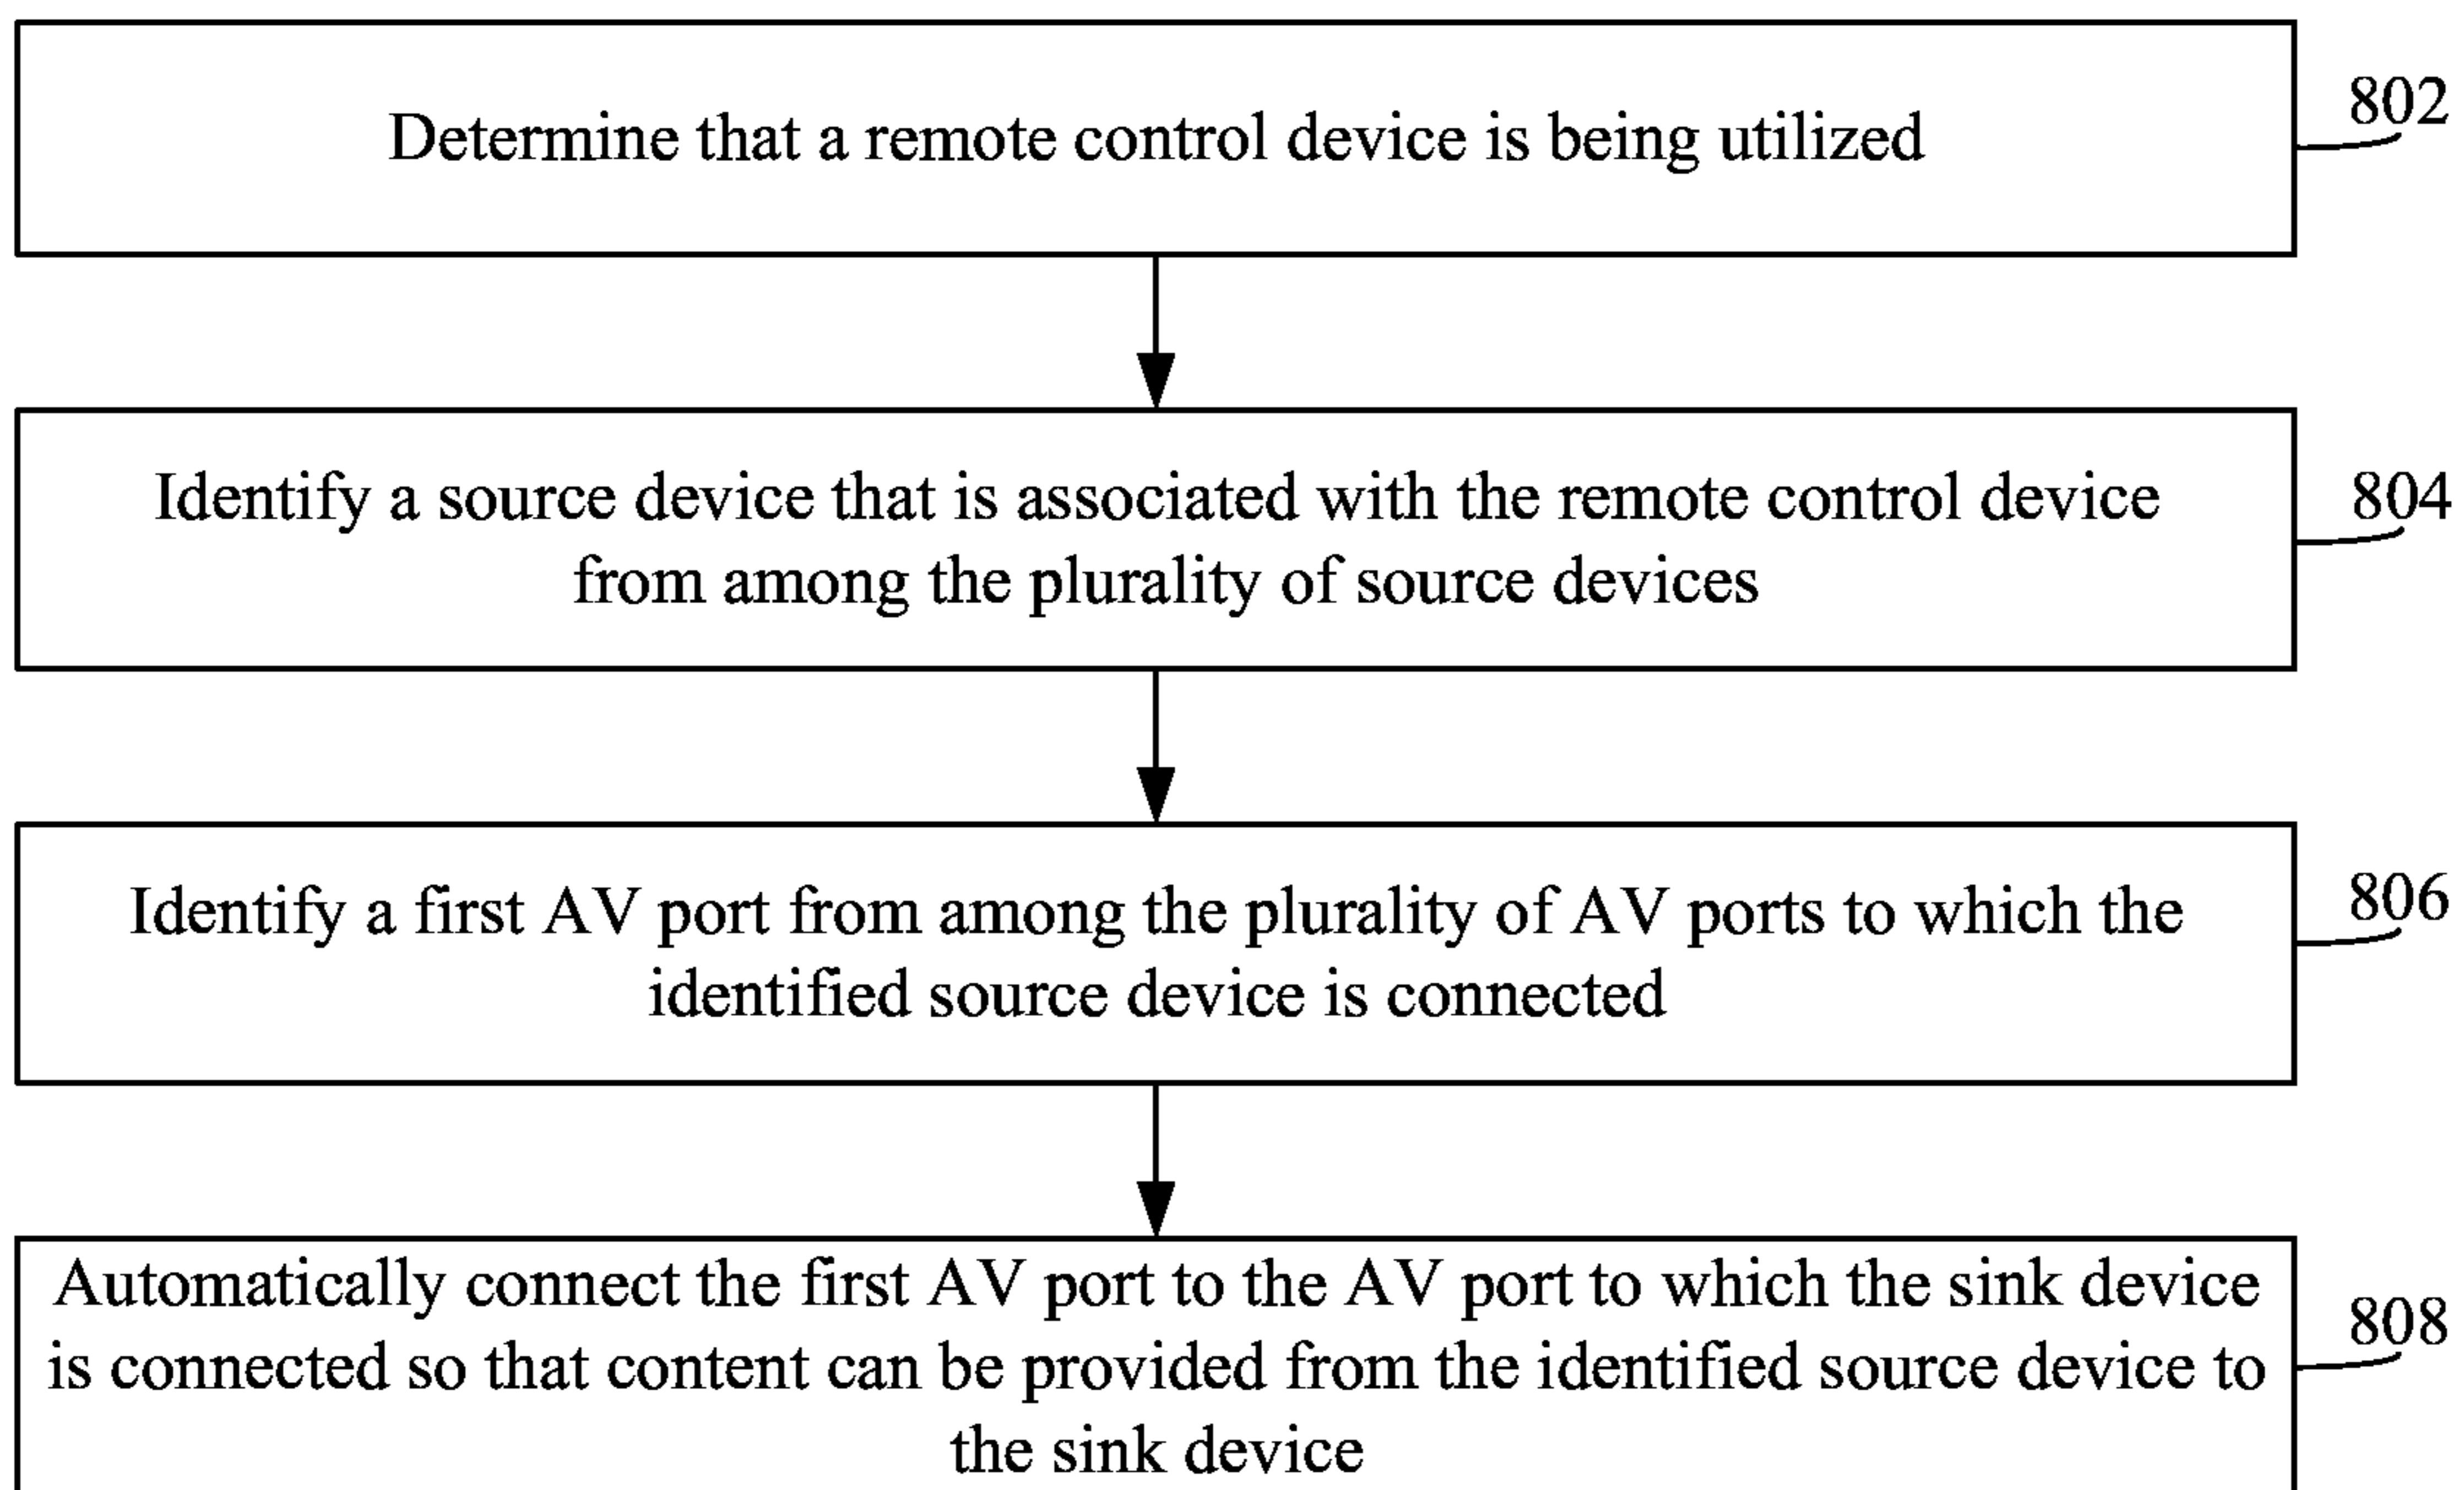 Determine that a remote control device is being utilized
802
Identify a source device that is associated with the remote control device
from among the plurality of source devices
804
Identify a first AV port from among the plurality of AV ports to which the
identified source device is connected
806
Automatically connect the first AV port to the AV port to which the sink device
is connected so that content can be provided from the identified source device to
the sink device
808